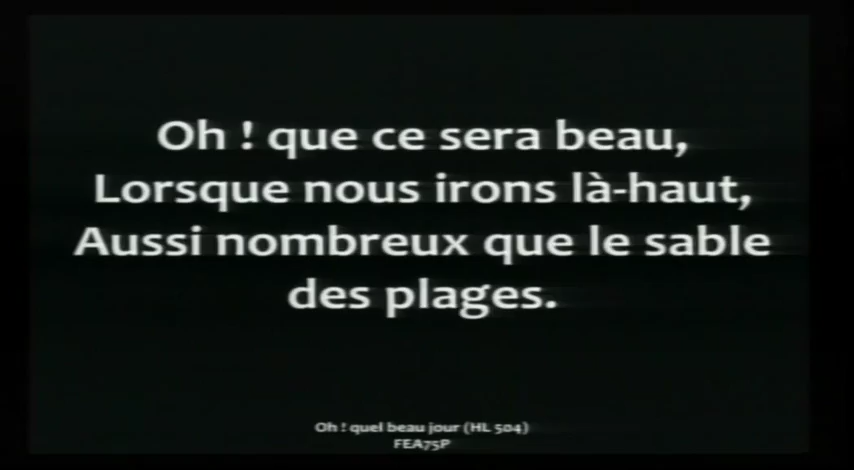 Oh ! que ce sera beau,
Lorsque nous irons là-haut,
Aussi nombreux que le sable
des plages.
Oh ! quel beau jour (HL 504)
FEA75P